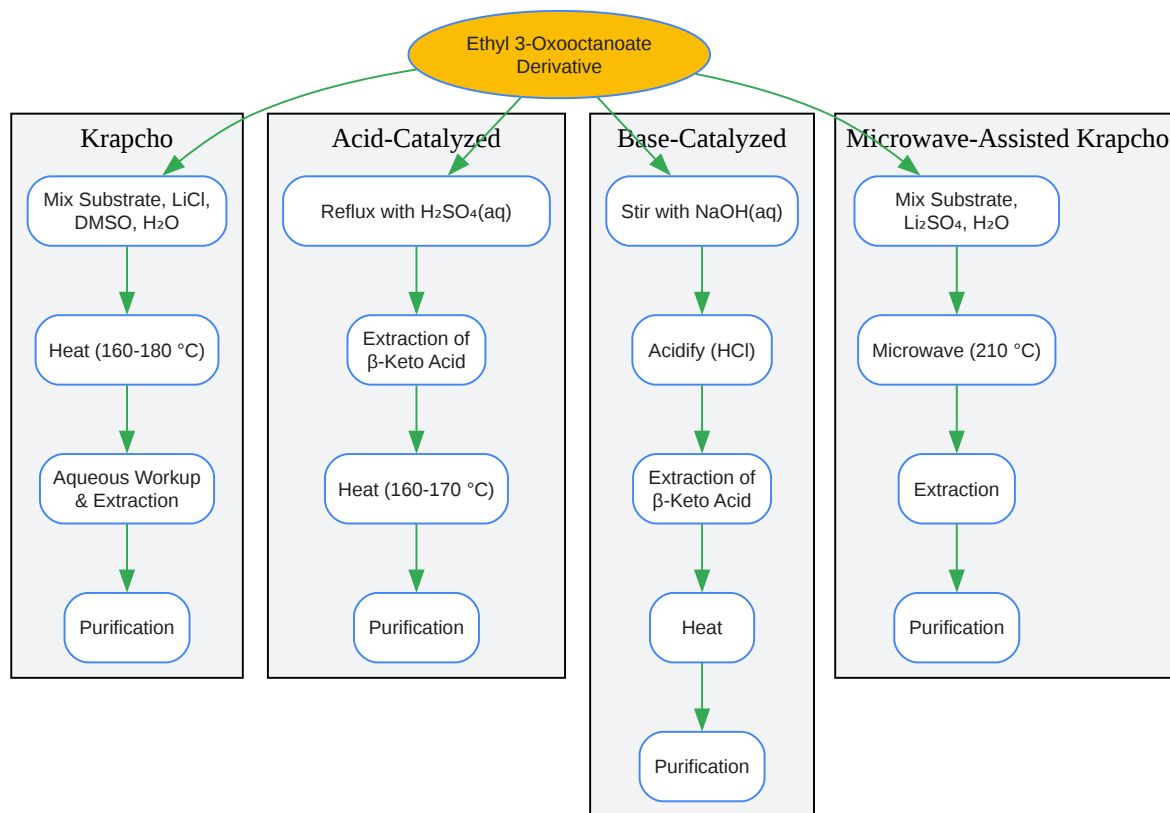 Ethyl 3-Oxooctanoate
Derivative
Krapcho
Mix Substrate, LiCl,
DMSO, H₂O
Heat (160-180 °C)
Aqueous Workup
& Extraction
Purification
Acid-Catalyzed
Reflux with H₂SO₄(aq)
Extraction of
β-Keto Acid
Heat (160-170 °C)
Purification
Base-Catalyzed
Stir with NaOH(aq)
Acidify (HCl)
Extraction of
β-Keto Acid
Heat
Purification
Microwave-Assisted Krapcho
Mix Substrate,
Li₂SO₄, H₂O
Microwave (210 °C)
Extraction
Purification